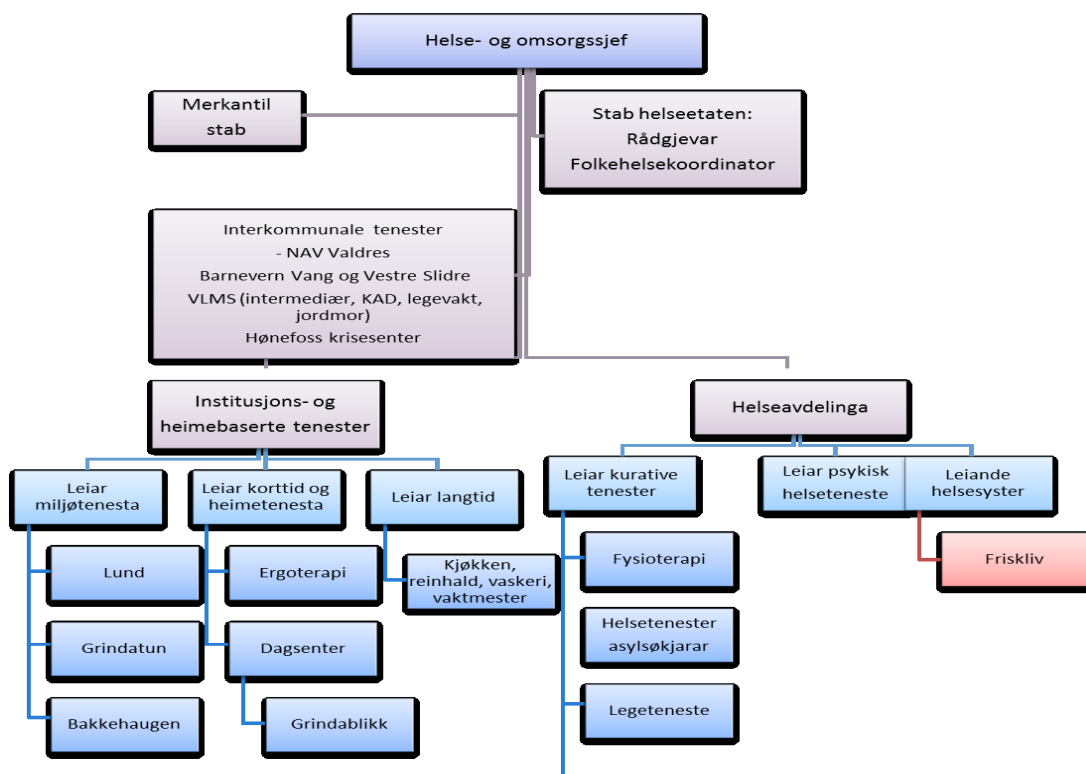 Helse- og omsorgssjef
Merkantil
stab
Stab helseetaten:
Rådgjevar
Folkehelsekoordinator
Interkommunale tenester
- NAV Valdres
Barnevern Vang og Vestre Slidre
VLMS (intermediær, KAD, legevakt,
jordmor)
Hønefoss krisesenter
Institusjons- og
heimebaserte tenester
Helseavdelinga
Leiar
miljøtenesta
Leiar korttid og
heimetenesta
Leiar langtid
Leiar kurative
tenester
Leiar psykisk
helseteneste
Leiande
helsesyster
Lund
Grindatun
Bakkehaugen
Ergoterapi
Dagsenter
Grindablikk
Kjøkken,
reinhald, vaskeri,
vaktmester
Fysioterapi
Helsetenester
asylsøkjarar
Legeteneste
Friskliv